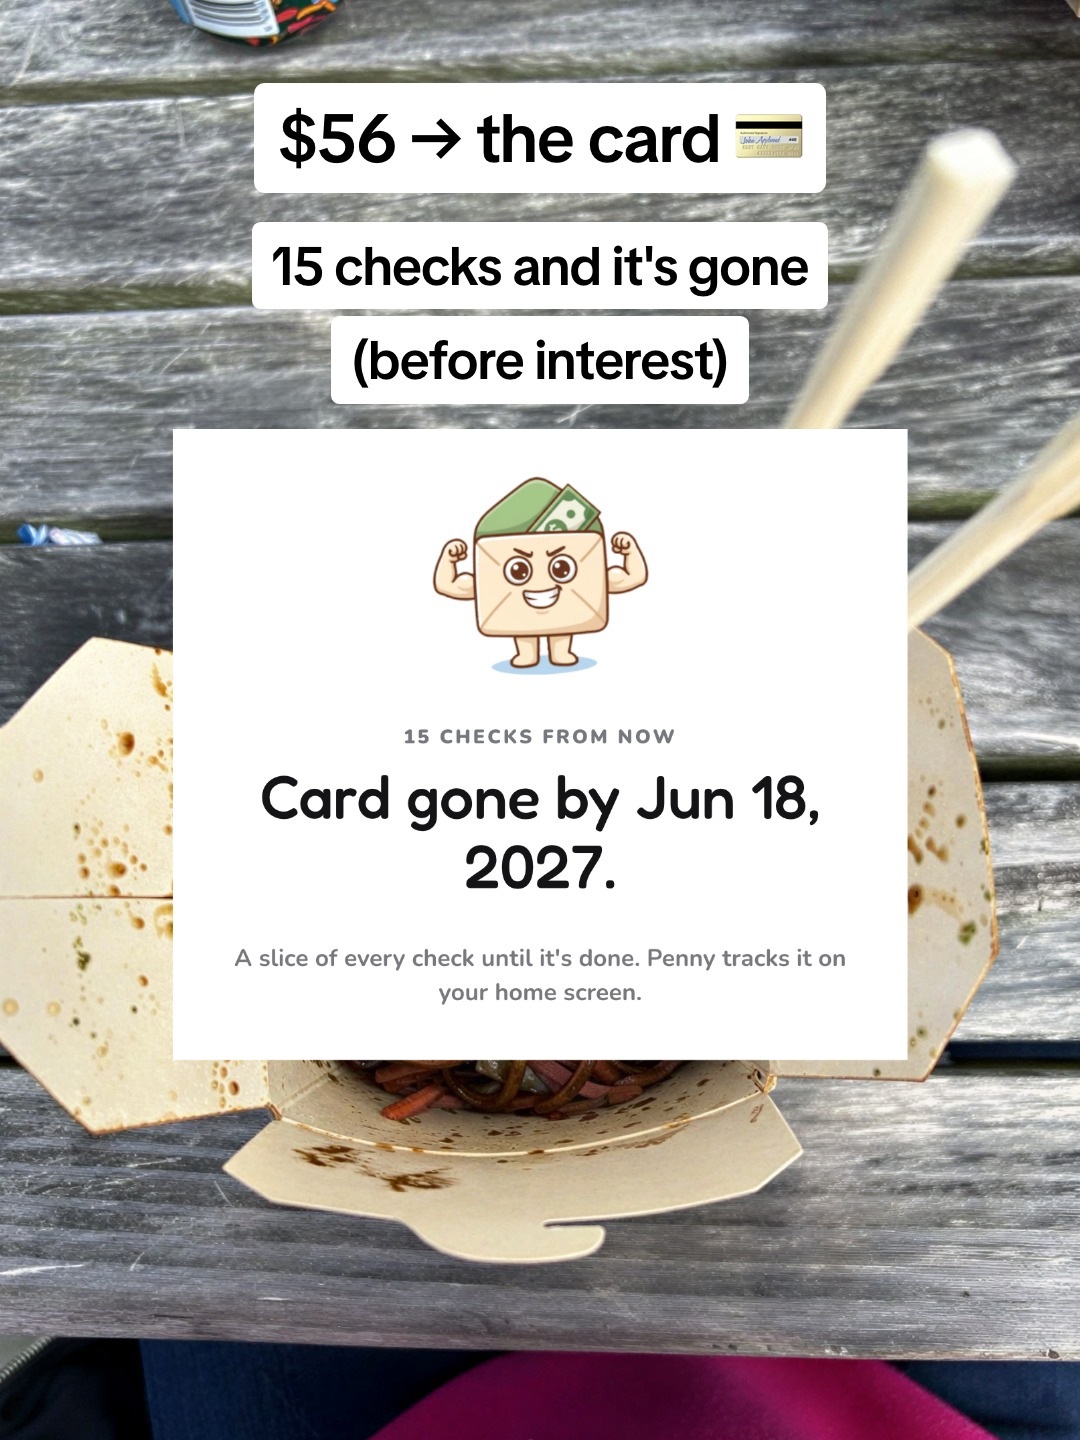 $56 → the card 💳
15 checks and it's gone
(before interest)
15 CHECKS FROM NOW
Card gone by Jun 18,
2027.
A slice of every check until it's done. Penny tracks it on
your home screen.